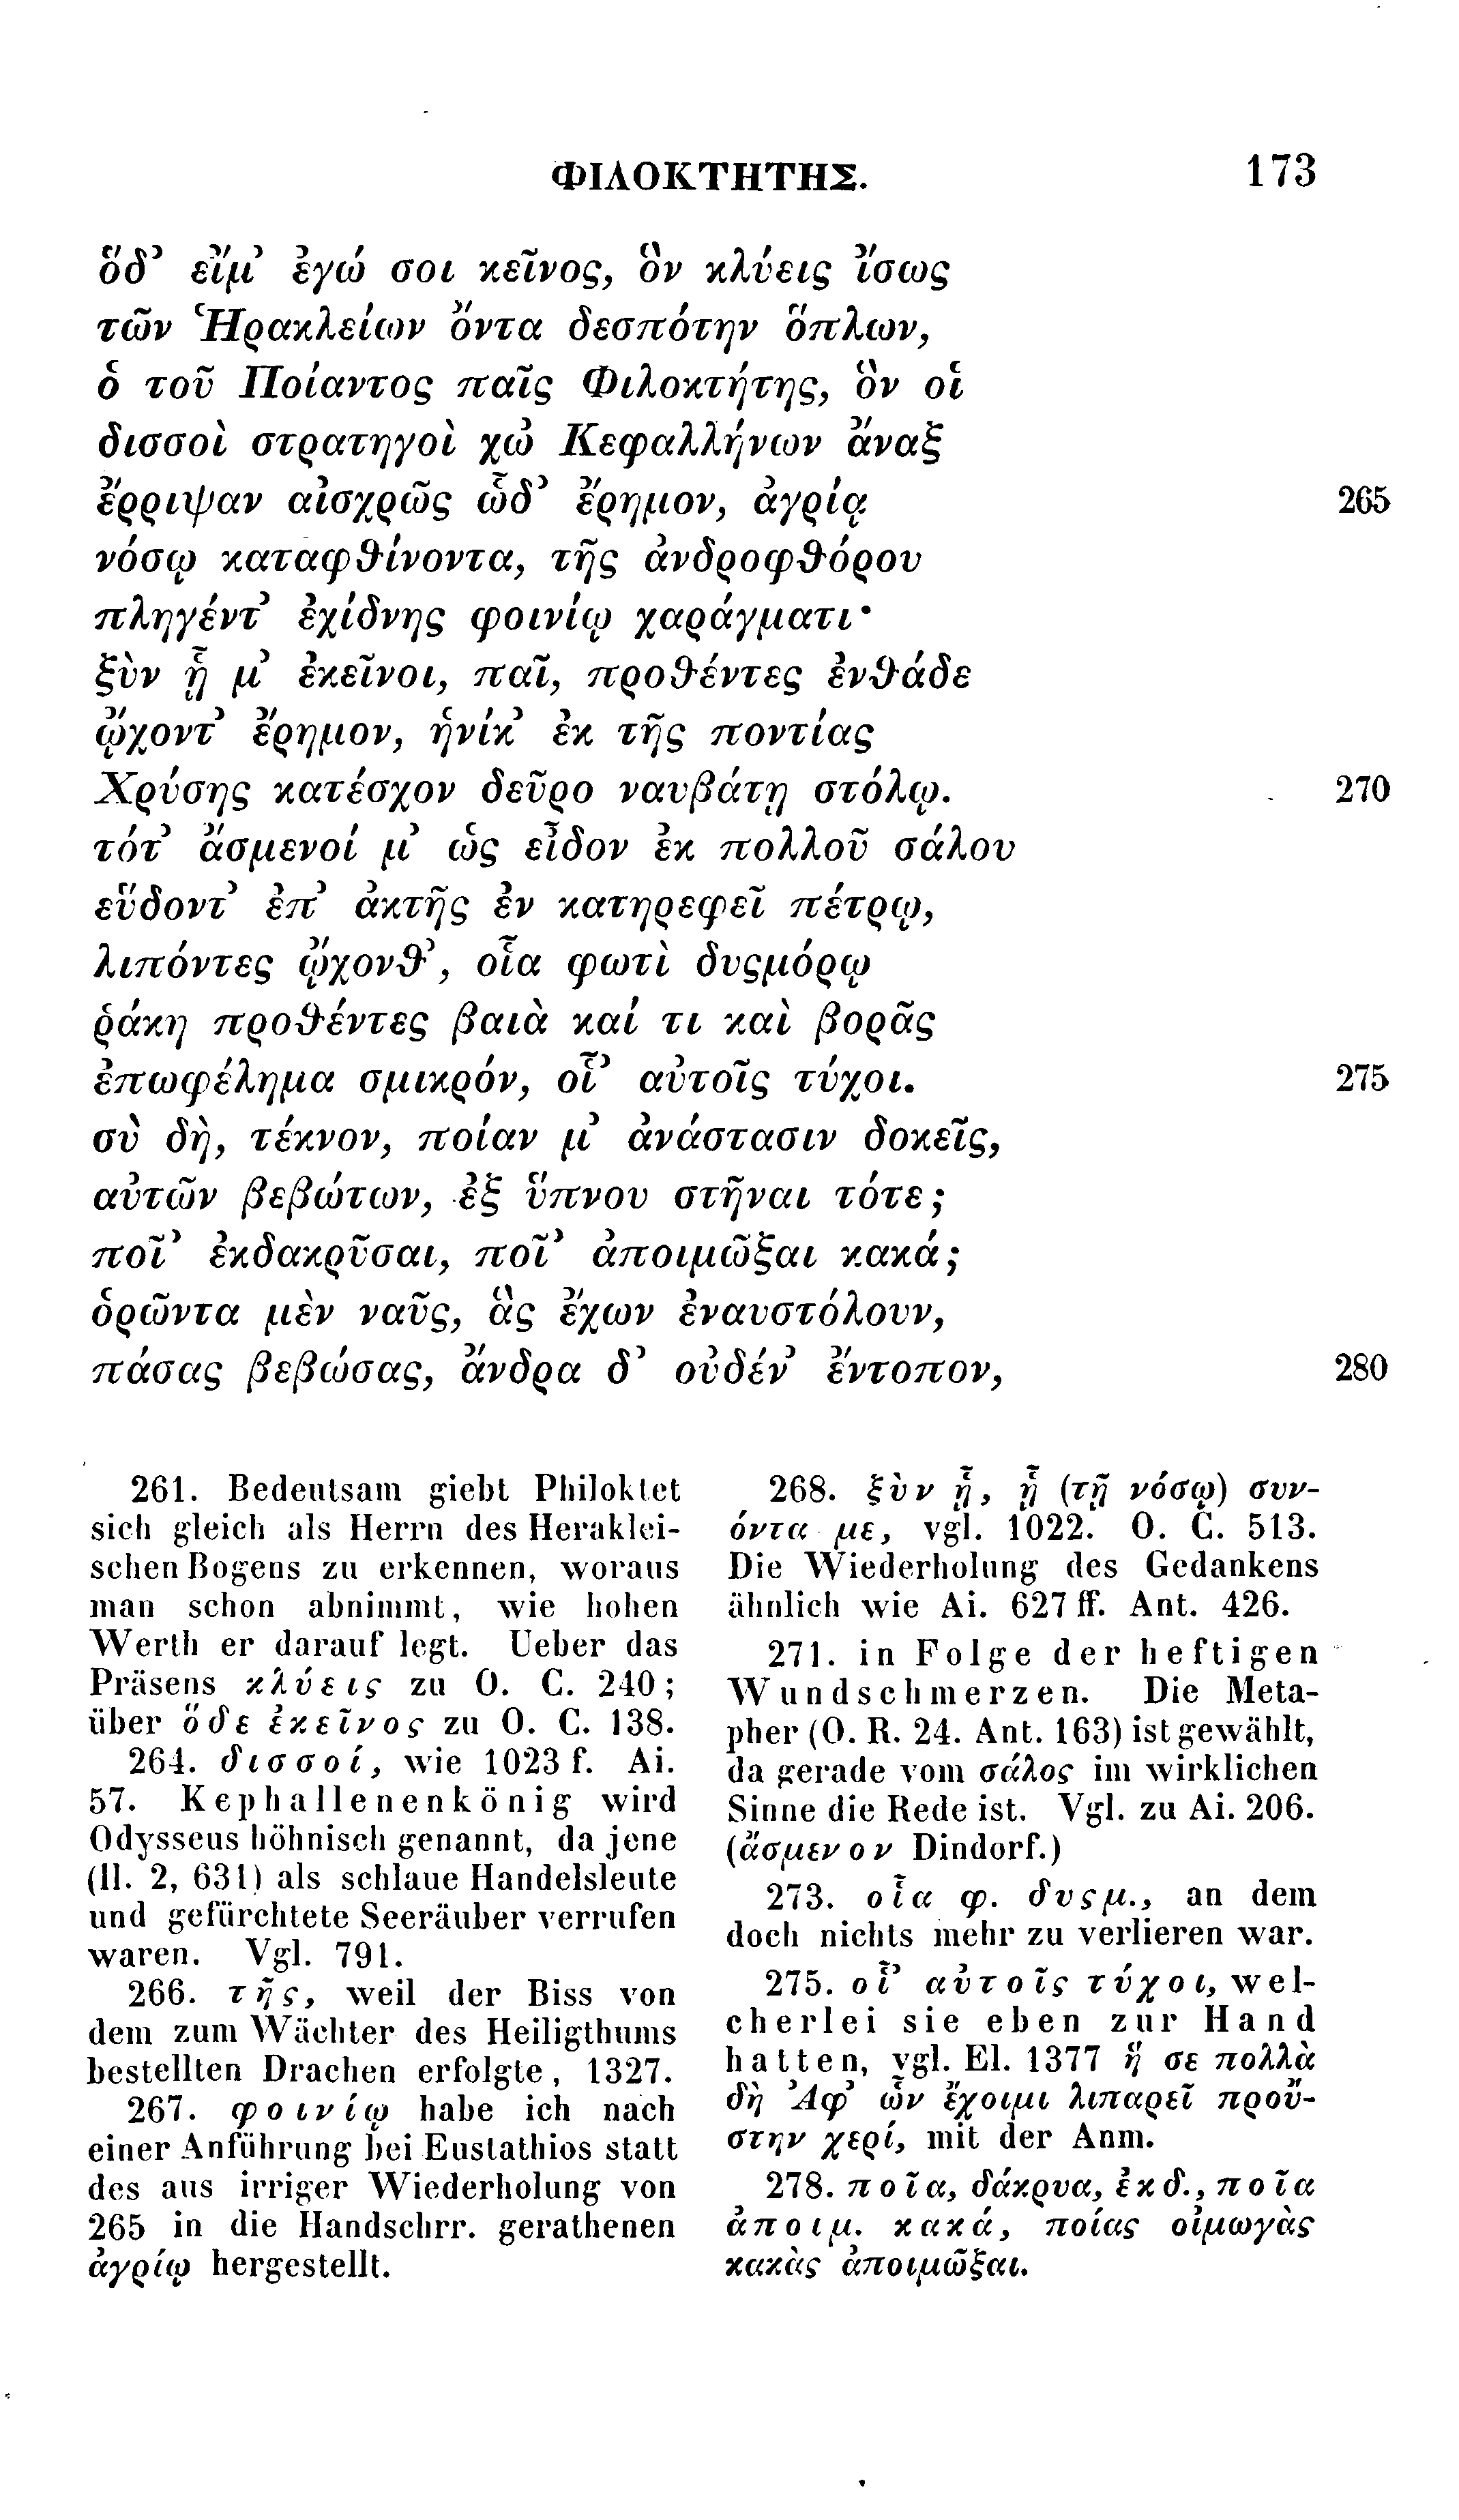 ΦΙΛΟΚΤΗΤΗΣ. 173
ὅδ’ εἴμ’ ἐγώ σοι κεῖνος, ὃν κλύεις ἴσως
τῶν Ἡρακλείων ὄντα δεσπότην ὅπλων,
ὁ τοῦ Ποίαντος παῖς Φιλοκτήτης, ὃν οἱ
δισσοὶ στρατηγοὶ χὠ Κεφαλλήνων ἄναξ
ἔρριψαν αἰσχρῶς ὧδ’ ἔρημον, ἀγρίᾳ 265
νόσῳ καταφθίνοντα, τῆς ἀνδροφθόρου
πληγέντ’ ἐχίδνης φοινίῳ χαράγματι·
ξὺν ᾗ μ’ ἐκεῖνοι, παῖ, προθέντες ἐνθάδε
ᾤχοντ’ ἔρημον, ἡνίκ’ ἐκ τῆς ποντίας
Χρύσης κατέσχον δεῦρο ναυβάτῃ στόλῳ. 270
τότ’ ἄσμενοί μ’ ὡς εἶδον ἐκ πολλοῦ σάλου
εὕδοντ’ ἐπ’ ἀκτῆς ἐν κατηρεφεῖ πέτρῳ,
λιπόντες ᾤχονθ’, οἷα φωτὶ δυςμόρῳ
ῥάκη προθέντες βαιὰ καί τι καὶ βορᾶς
ἐπωφέλημα σμικρόν, οἷ’ αὐτοῖς τύχοι. 275
σὺ δὴ, τέκνον, ποίαν μ’ ἀνάστασιν δοκεῖς,
αὐτῶν βεβώτων, ἐξ ὕπνου στῆναι τότε;
ποῖ’ ἐκδακρῦσαι, ποῖ’ ἀποιμῶξαι κακά;
ὁρῶντα μὲν ναῦς, ἃς ἔχων ἐναυστόλουν,
πάσας βεβώσας, ἄνδρα δ’ οὐδέν’ ἔντοπον, 280
261. Bedeutsam giebt Philoktet
sich gleich als Herrn des Heraklei-
schen Bogens zu erkennen, woraus
man schon abnimmt, wie hohen
Werth er darauf legt. Ueber das
Präsens κλύεις zu O. C. 240;
über ὅδε ἐκεῖνος zu O. C. 138.
264. δισσοί, wie 1023 f. Ai.
57. Kephallenenkönig wird
Odysseus höhnisch genannt, da jene
(Il. 2, 631) als schlaue Handelsleute
und gefürchtete Seeräuber verrufen
waren. Vgl. 791.
266. τῆς, weil der Biss von
dem zum Wächter des Heiligthums
bestellten Drachen erfolgte, 1327.
267. φοινίῳ habe ich nach
einer Anführung bei Eustathios statt
des aus irriger Wiederholung von
265 in die Handschrr. gerathenen
ἀγρίῳ hergestellt.
268. ξὺν ᾗ, ᾗ (τῇ νόσῳ) συν-
όντα με, vgl. 1022. O. C. 513.
Die Wiederholung des Gedankens
ähnlich wie Ai. 627 ff. Ant. 426.
271. in Folge der heftigen
Wundschmerzen. Die Meta-
pher (O. R. 24. Ant. 163) ist gewählt,
da gerade vom σάλος im wirklichen
Sinne die Rede ist. Vgl. zu Ai. 206.
(ἄσμενον Dindorf.)
273. οἷα φ. δυςμ., an dem
doch nichts mehr zu verlieren war.
275. οἷ’ αὐτοῖς τύχοι, wel-
cherlei sie eben zur Hand
hatten, vgl. El. 1377 ἥ σε πολλὰ
δὴ Ἀφ’ ὧν ἔχοιμι λιπαρεῖ προὔ-
στην χερί, mit der Anm.
278. ποῖα, δάκρυα, ἐκδ., ποῖα
ἀποιμ. κακά, ποίας οἰμωγὰς
κακὰς ἀποιμῶξαι.